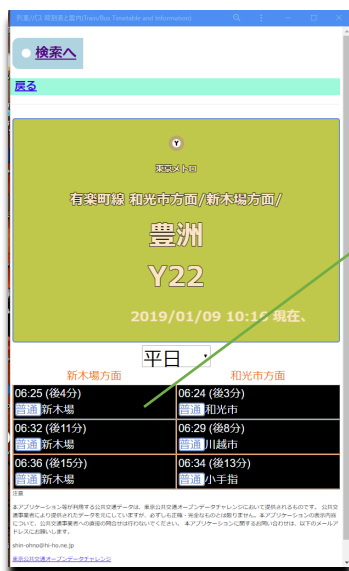 列車/バス 時刻表と案内(Train/Bus Timetable and Information)
検索へ
戻る
Y
東京メトロ
有楽町線 和光市方面/新木場方面/
豊洲
Y22
2019/01/09 10:16 現在、
平日
新木場方面 和光市方面
06:25 (後4分) 06:24 (後3分)
普通 新木場 普通 和光市
06:32 (後11分) 06:29 (後8分)
普通 新木場 普通 川越市
06:36 (後15分) 06:34 (後13分)
普通 新木場 普通 小手指
注意
本アプリケーション等が利用する公共交通データは、東京公共交通オープンデータチャレンジにおいて提供されるものです。 公共交
通事業者により提供されたデータを元にしていますが、必ずしも正確・完全なものとは限りません。本アプリケーションの表示内容
について、公共交通事業者への直接の問合せは行わないでください。 本アプリケーションに関するお問い合わせは、以下のメールア
ドレスにお願いします。
shin-ohno@hi-ho.ne.jp
東京公共交通オープンデータチャレンジ